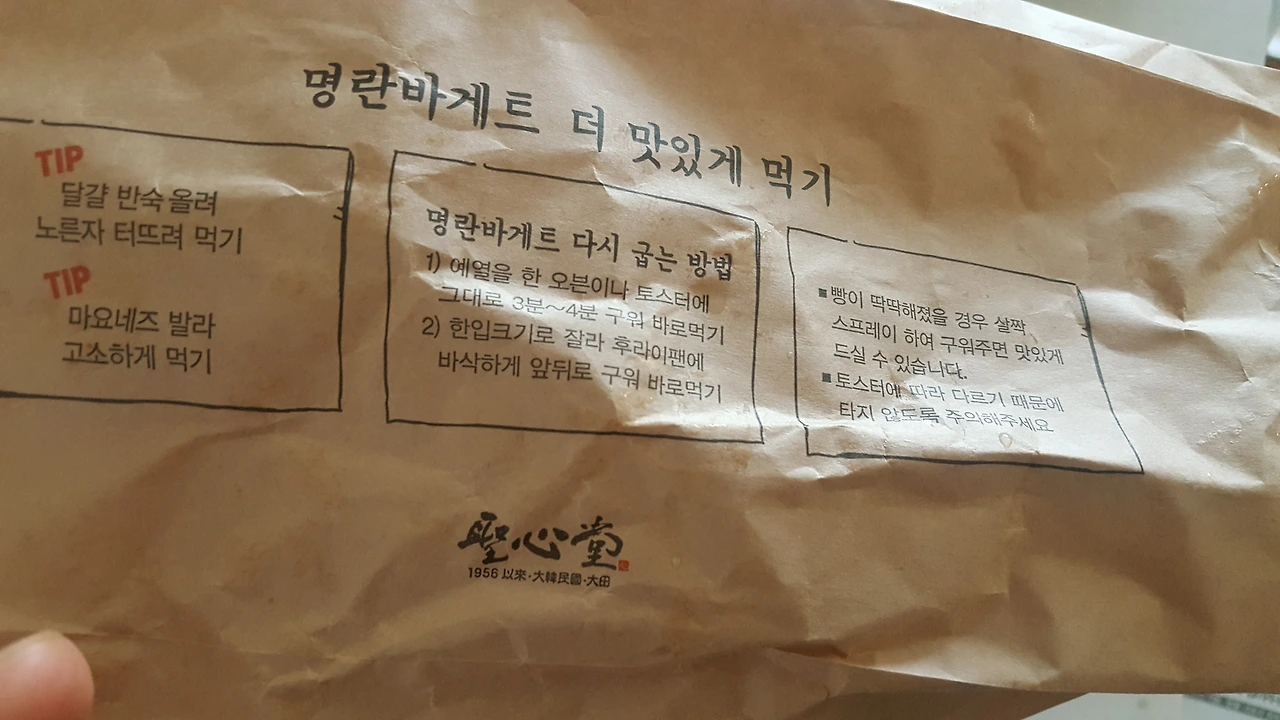 명란바게트 더 맛있게 먹기
TIP
달걀 반숙 올려
노른자 터뜨려 먹기
TIP
마요네즈 발라
고소하게 먹기
명란바게트 다시 굽는 방법
1) 예열을 한 오븐이나 토스터에
그대로 3분~4분 구워 바로먹기
2) 한입크기로 잘라 후라이팬에
바삭하게 앞뒤로 구워 바로먹기
■빵이 딱딱해졌을 경우 살짝
스프레이 하여 구워주면 맛있게
드실 수 있습니다.
■토스터에 따라 다르기 때문에
타지 않도록 주의해주세요
聖心堂
1956 以來·大韓民國·大田